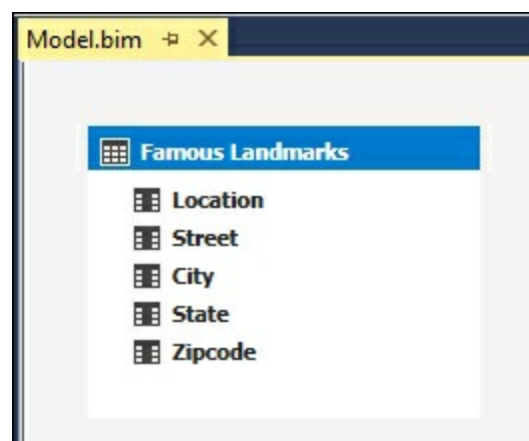 Model.bim
Famous Landmarks
Location
Street
City
State
Zipcode